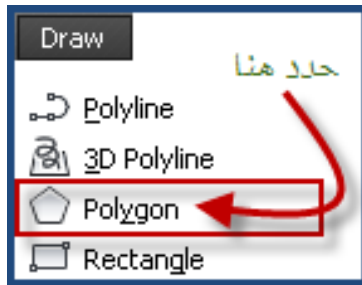 Draw
حدد هنا
Polyline
3D Polyline
Polygon
Rectangle